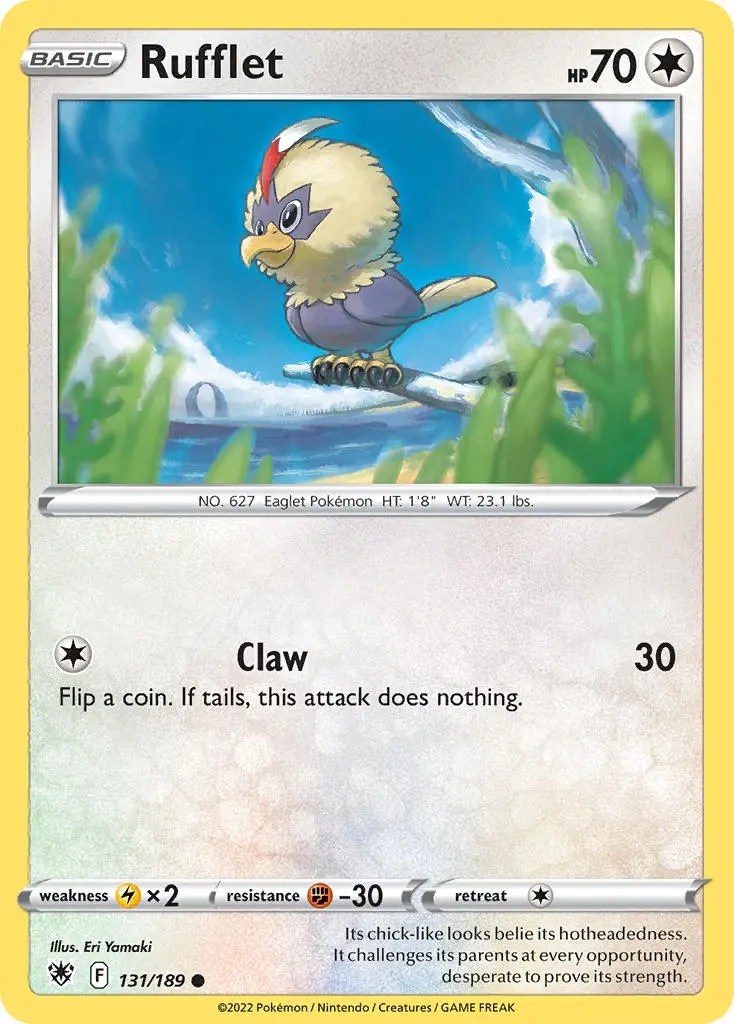 BASIC Rufflet HP 70
NO. 627 Eaglet Pokémon HT: 1'8" WT: 23.1 lbs.
Claw 30
Flip a coin. If tails, this attack does nothing.
weakness ×2 resistance -30 retreat
Illus. Eri Yamaki
Its chick-like looks belie its hotheadedness.
It challenges its parents at every opportunity,
desperate to prove its strength.
F 131/189
©2022 Pokémon / Nintendo / Creatures / GAME FREAK